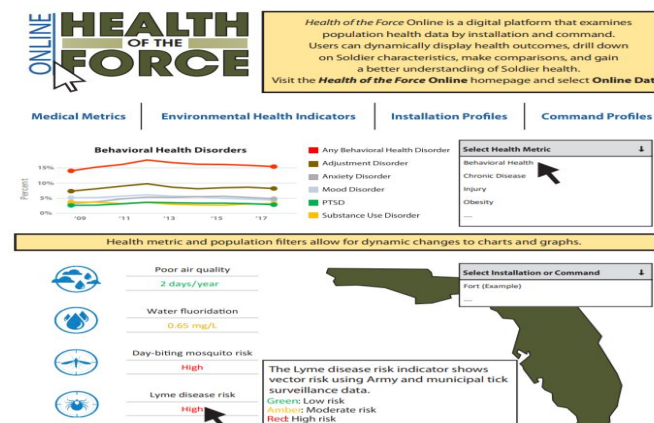 ONLINE
HEALTH
OF THE
FORCE
Health of the Force Online is a digital platform that examines
population health data by installation and command.
Users can dynamically display health outcomes, drill down
on Soldier characteristics, make comparisons, and gain
a better understanding of Soldier health.
Visit the Health of the Force Online homepage and select Online Dat
Medical Metrics
Environmental Health Indicators
Installation Profiles
Command Profiles
Behavioral Health Disorders
Percent
15%
10%
5%
0%
'09
'11
'13
'15
'17
Any Behavioral Health Disorder
Adjustment Disorder
Anxiety Disorder
Mood Disorder
PTSD
Substance Use Disorder
Select Health Metric
Behavioral Health
Chronic Disease
Injury
Obesity
....
Health metric and population filters allow for dynamic changes to charts and graphs.
Poor air quality
2 days/year
Water fluoridation
0.65 mg/L
Day-biting mosquito risk
High
Lyme disease risk
High
The Lyme disease risk indicator shows
vector risk using Army and municipal tick
surveillance data.
Green: Low risk
Amber: Moderate risk
Red: High risk
Select Installation or Command
Fort (Example)
....